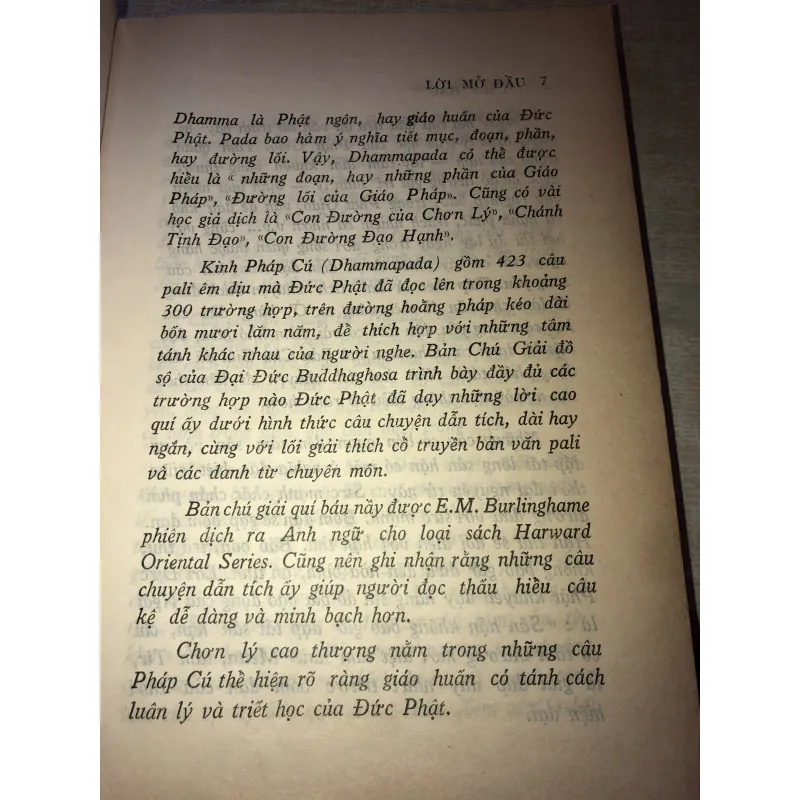 LỜI MỞ ĐẦU 7
Dhamma là Phật ngôn, hay giáo huấn của Đức
Phật. Pada bao hàm ý nghĩa tiết mục, đoạn, phần,
hay đường lối. Vậy, Dhammapada có thể được
hiểu là « những đoạn, hay những phần của Giáo
Pháp», «Đường lối của Giáo Pháp». Cũng có vài
học giả dịch là «Con Đường của Chơn Lý», «Chánh
Tịnh Đạo», «Con Đường Đạo Hạnh».
Kinh Pháp Cú (Dhammapada) gồm 423 câu
pali êm dịu mà Đức Phật đã đọc lên trong khoảng
300 trường hợp, trên đường hoằng pháp kéo dài
bốn mươi lăm năm, để thích hợp với những tâm
tánh khác nhau của người nghe. Bản Chú Giải đồ
sộ của Đại Đức Buddhaghosa trình bày đầy đủ các
trường hợp nào Đức Phật đã dạy những lời. cao
quí ấy dưới hình thức câu chuyện dẫn tích, dài hay
ngắn, cùng với lối giải thích cổ truyền bản văn pali
và các danh từ chuyên môn.
Bản chú giải quí báu nầy được E.M. Burlinghame
phiên dịch ra Anh ngữ cho loại sách Harward
Oriental Series. Cũng nên ghi nhận rằng những câu
chuyện dẫn tích ấy giúp người đọc thấu hiểu câu
kệ dễ dàng và minh bạch hơn.
Chơn lý cao thượng nằm trong những câu
Pháp Cú thể hiện rõ ràng giáo huấn có tánh cách
luân lý và triết học của Đức Phật.